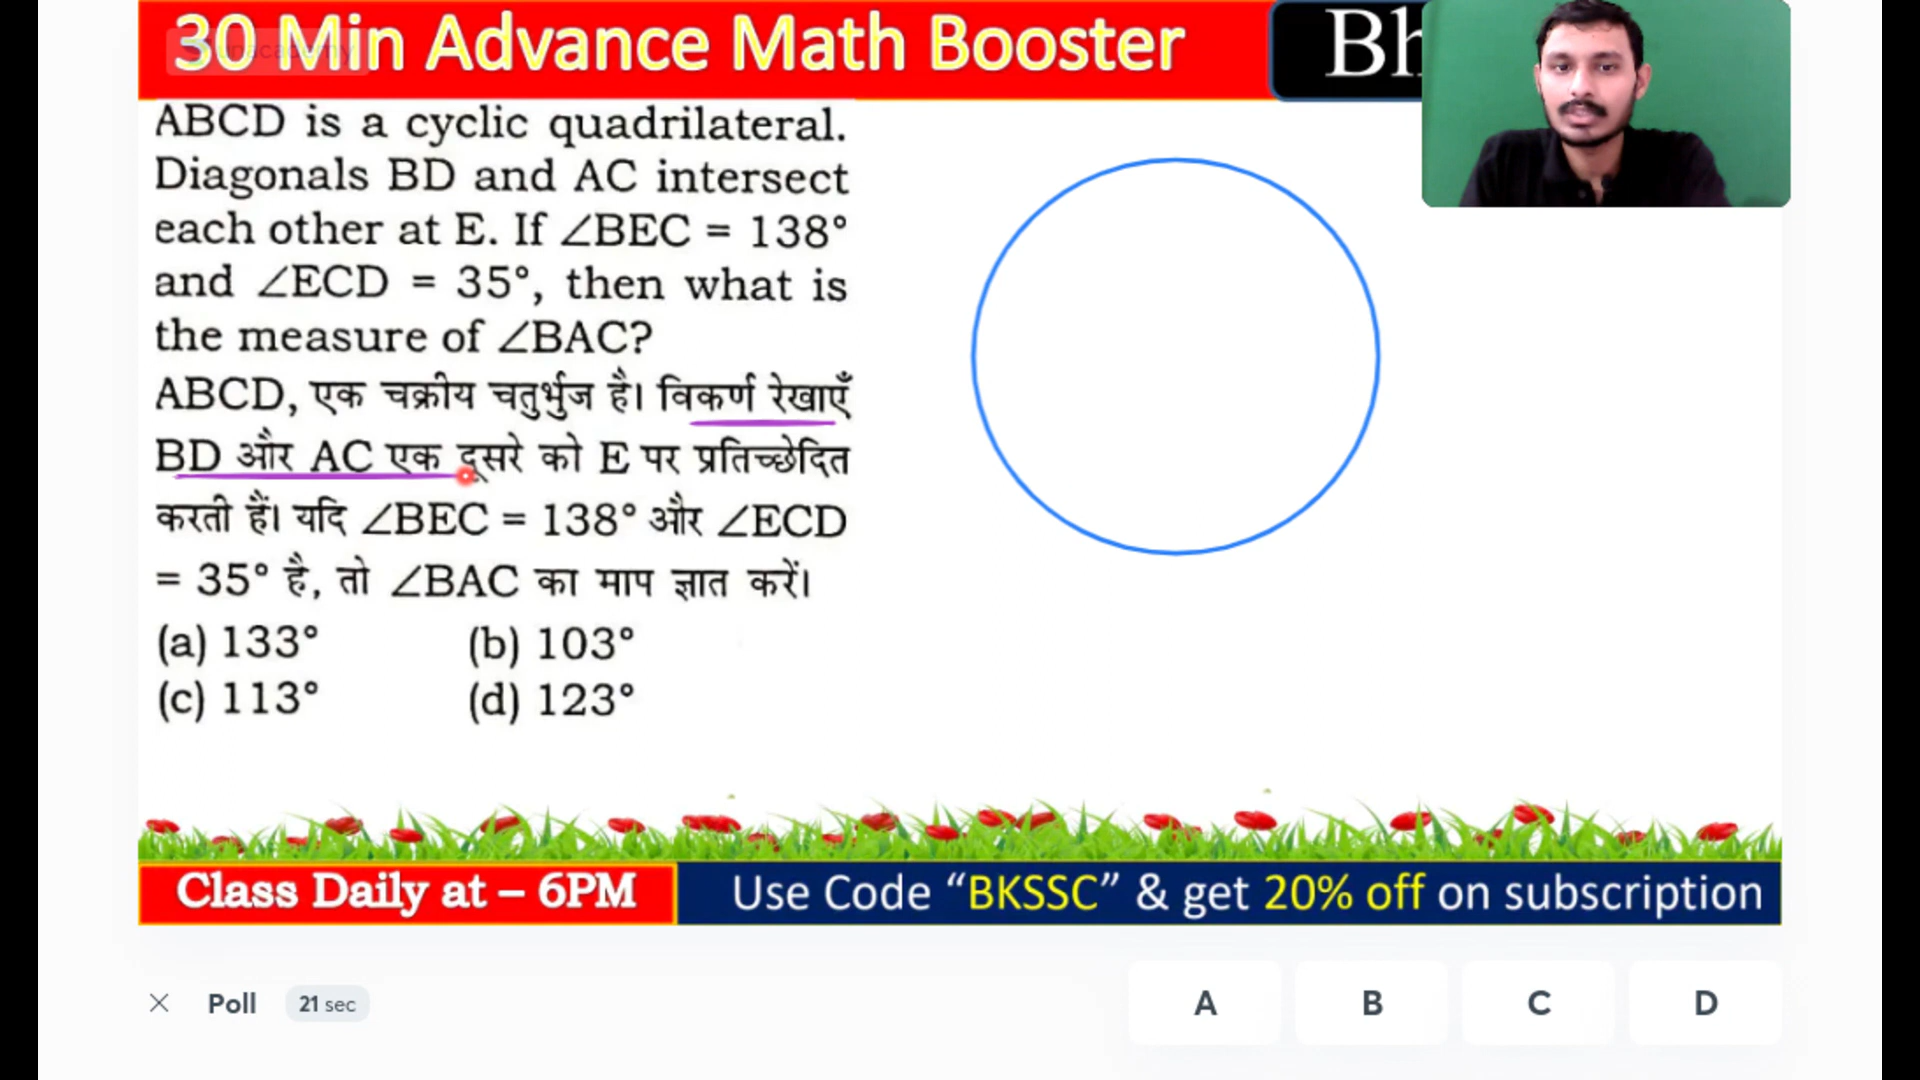 30 Min Advance Math Booster
Bh
unacademy
ABCD is a cyclic quadrilateral.
Diagonals BD and AC intersect
each other at E. If ∠BEC = 138°
and ∠ECD = 35°, then what is
the measure of ∠BAC?
ABCD, एक चक्रीय चतुर्भुज है। विकर्ण रेखाएँ
BD और AC एक दूसरे को E पर प्रतिच्छेदित
करती हैं। यदि ∠BEC = 138° और ∠ECD
= 35° है, तो ∠BAC का माप ज्ञात करें।
(a) 133° (b) 103°
(c) 113° (d) 123°
Class Daily at – 6PM
Use Code “BKSSC” & get 20% off on subscription
Poll 21 sec A B C D